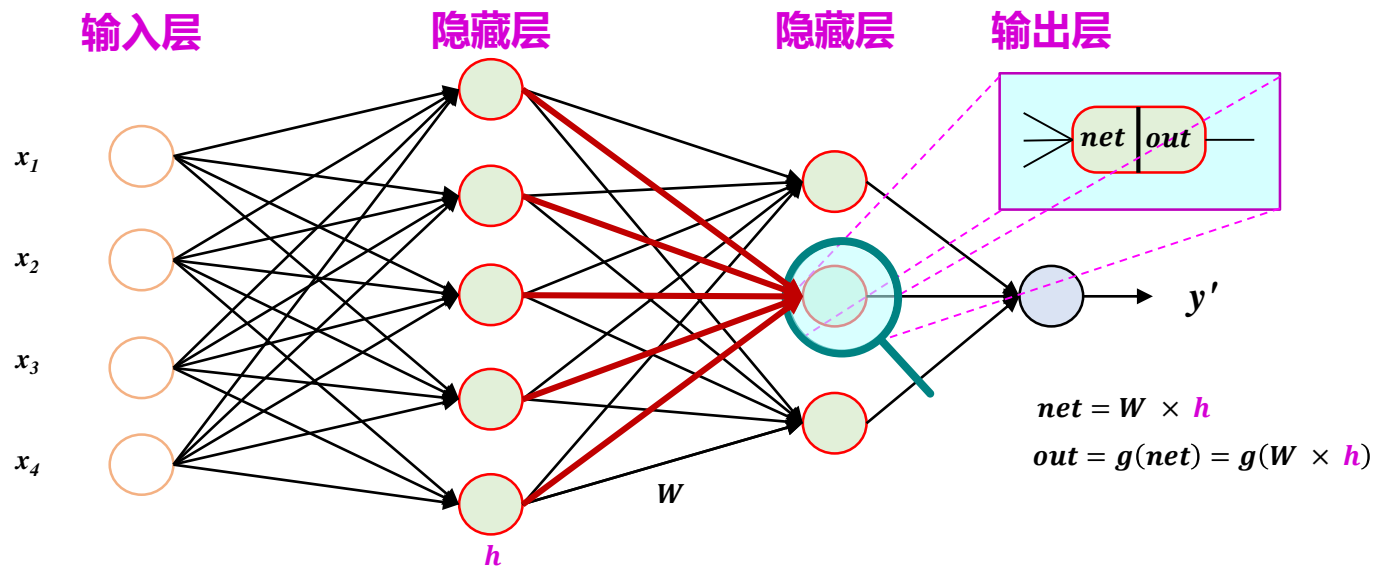 输入层
隐藏层
隐藏层
输出层
net out
x₁
x₂
x₃
x₄
y′
net = W × h
out = g(net) = g(W × h)
W
h